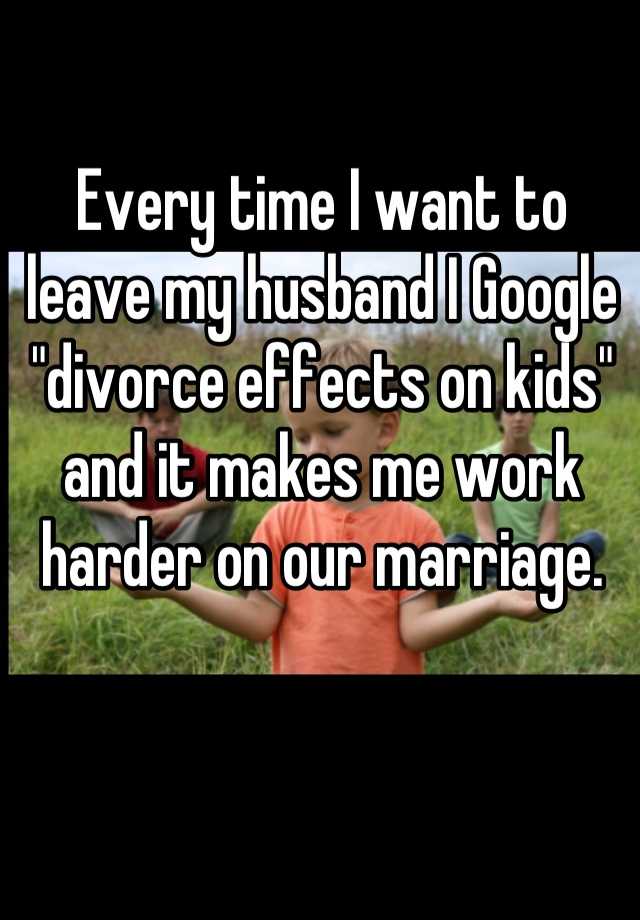 Every time I want to
leave my husband I Google
"divorce effects on kids"
and it makes me work
harder on our marriage.